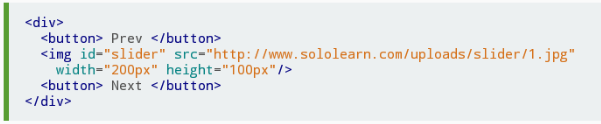 <div>
<button> Prev </button>
<img id="slider" src="http://www.sololearn.com/uploads/slider/1.jpg"
width="200px" height="100px"/>
<button> Next </button>
</div>